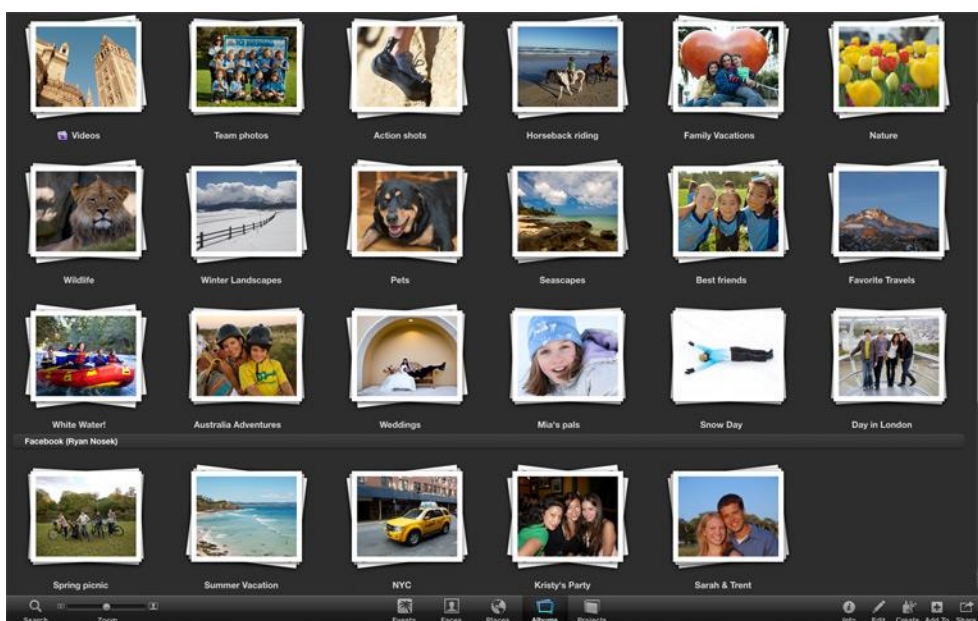 Videos
Team photos
Action shots
Horseback riding
Family Vacations
Nature
Wildlife
Winter Landscapes
Pets
Seascapes
Best friends
Favorite Travels
White Water!
Australia Adventures
Weddings
Mia's pals
Snow Day
Day in London
Facebook (Ryan Nosek)
Spring picnic
Summer Vacation
NYC
Kristy's Party
Sarah & Trent
Search
Zoom
Events
Faces
Places
Albums
Projects
Info
Edit
Create
Add To
Share